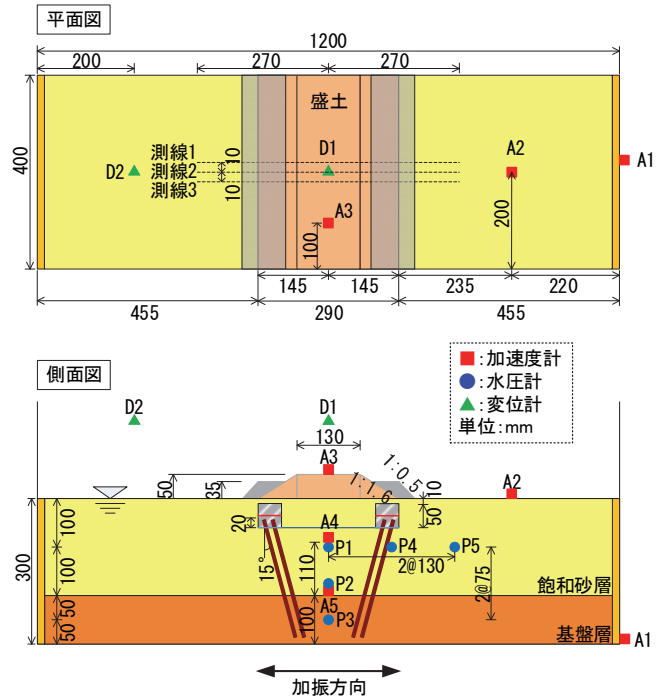 平面図
1200
200
270
270
盛土
400
測線1
測線2
測線3
10
10
D2
D1
A2
A1
A3
100
200
145
145
235
220
455
290
455
側面図
■:加速度計
●:水圧計
▲:変位計
単位:mm
D2
D1
130
A3
1:0.5
1:1.6
50
35
10
A2
300
100
100
50
50
20
50
A4
P1
P4
P5
15°
110
2@130
2@75
P2
飽和砂層
A5
100
P3
基盤層
A1
加振方向